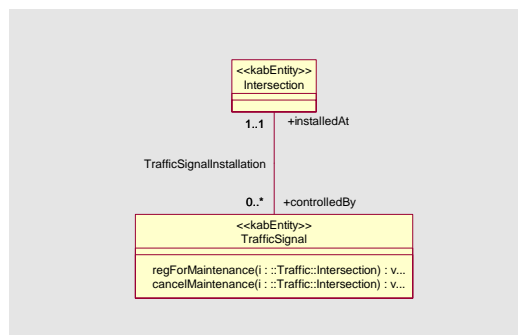 <<kabEntity>>
Intersection
1..1
+installedAt
TrafficSignalInstallation
0..*
+controlledBy
<<kabEntity>>
TrafficSignal
regForMaintenance(i : ::Traffic::Intersection) : v...
cancelMaintenance(i : ::Traffic::Intersection) : v...